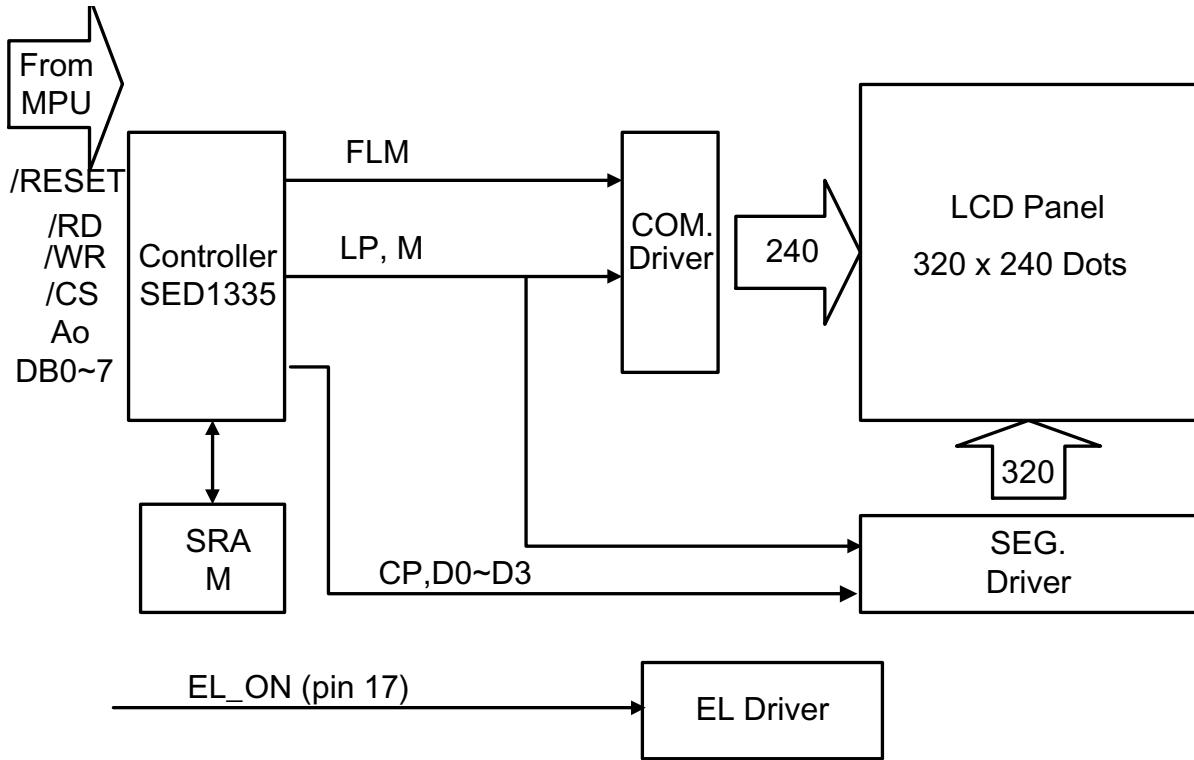 From
MPU
/RESET
/RD
/WR
/CS
Ao
DB0~7
Controller
SED1335
FLM
LP, M
COM.
Driver
240
LCD Panel
320 x 240 Dots
320
SRA
M
CP,D0~D3
SEG.
Driver
EL_ON (pin 17)
EL Driver